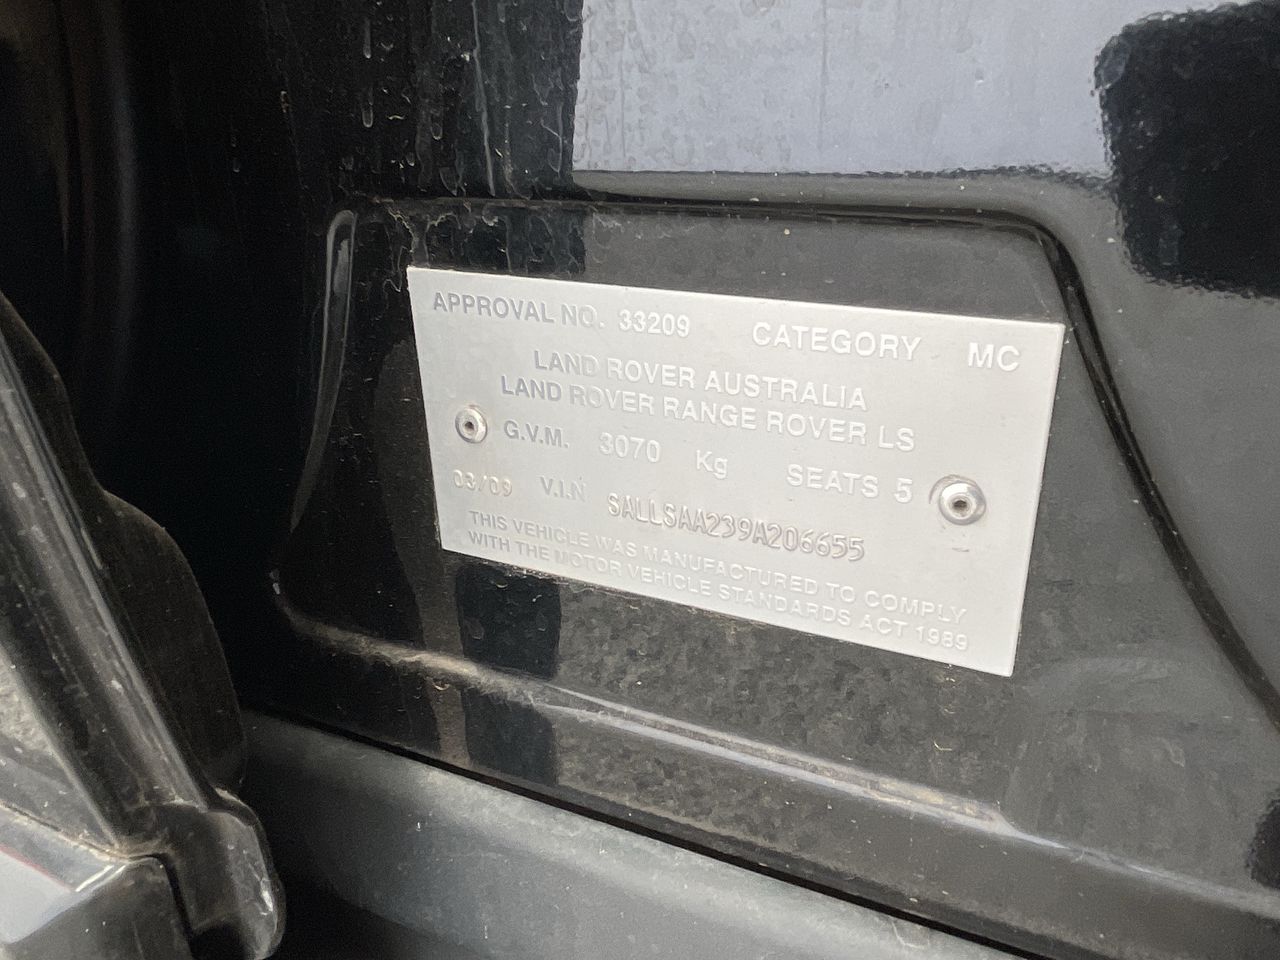 APPROVAL NO. 33209 CATEGORY MC
LAND ROVER AUSTRALIA
LAND ROVER RANGE ROVER LS
G.V.M. 3070 Kg SEATS 5
03/09 V.I.N SALLSAA239A206655
THIS VEHICLE WAS MANUFACTURED TO COMPLY
WITH THE MOTOR VEHICLE STANDARDS ACT 1989